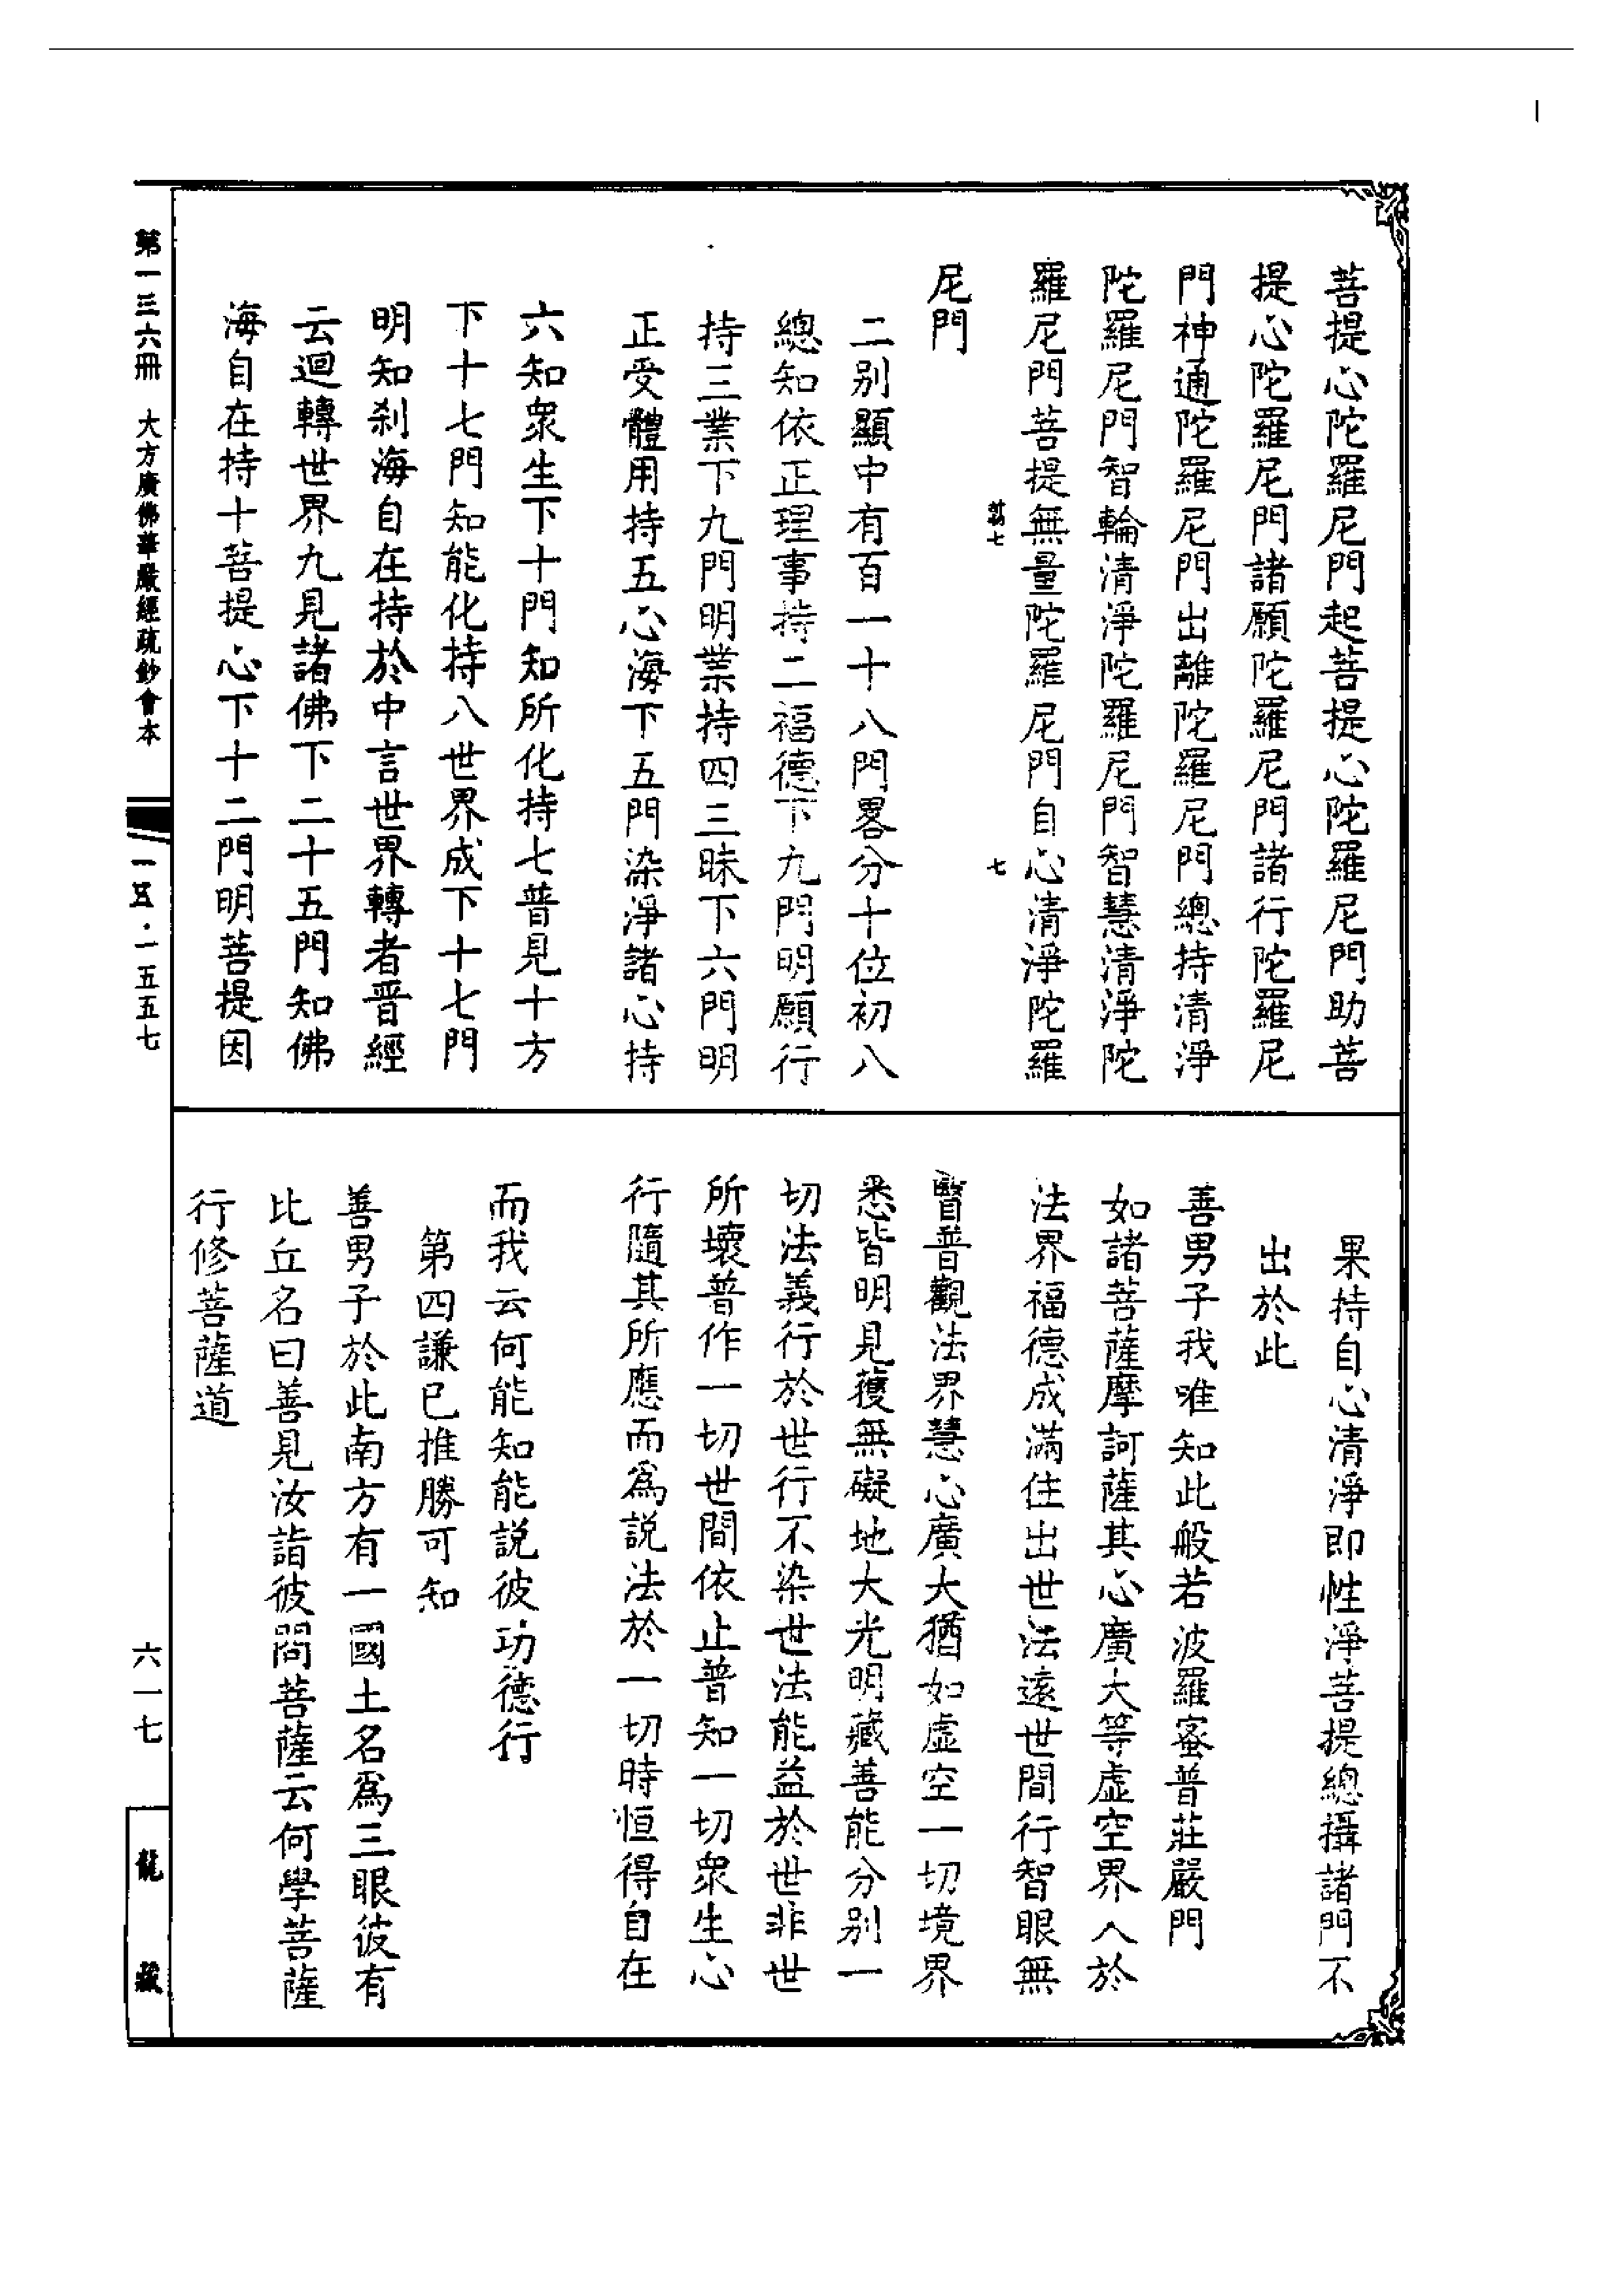 菩提心陀羅尼門起菩提心陀羅尼門助菩
提心陀羅尼門諸願陀羅尼門諸行陀羅尼
門神通陀羅尼門出離陀羅尼門總持清淨
陀羅尼門智輪清淨陀羅尼門智慧清淨陀
羅尼門菩提無量陀羅尼門自心清淨陀羅
七 七
尼門
二別顯中有百一十八門畧分十位初八
總知依正理事持二福德下九門明願行
持三業下九門明業持四三昧下六門明
正受體用持五心海下五門染淨諸心持
六知衆生下十門知所化持七普見十方
下十七門知能化持八世界成下十七門
明知刹海自在持於中言世界轉者晉經
云迴轉世界九見諸佛下二十五門知佛
海自在持十菩提心下十二門明菩提因
果持自心清淨即性淨菩提總攝諸門不
出於此
善男子我唯知此般若波羅蜜普莊嚴門
如諸菩薩摩訶薩其心廣大等虛空界入於
法界福德成滿住出世法遠世間行智眼無
瞖普觀法界慧心廣大猶如虛空一切境界
悉皆明見獲無礙地大光明藏善能分别一
切法義行於世行不染世法能益於世非世
所壞普作一切世間依止普知一切衆生心
行隨其所應而為説法於一切時恒得自在
而我云何能知能説彼功德行
第四謙已推勝可知
善男子於此南方有一國土名為三眼彼有
比丘名曰善見汝詣彼問菩薩云何學菩薩
行修菩薩道
第一三六冊 大方廣佛華嚴經疏鈔會本
一五·一五五七
六一七
龍藏